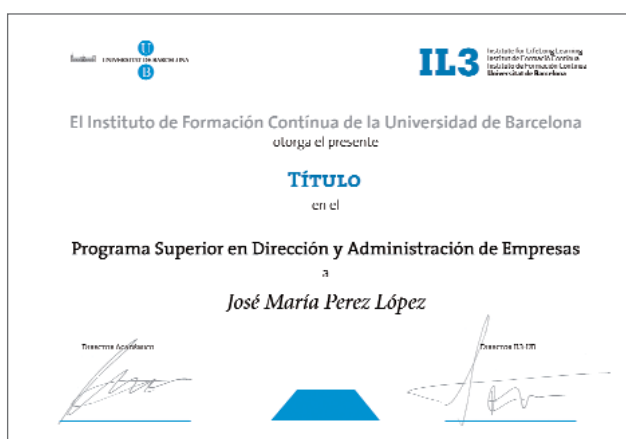 U
B
UNIVERSITAT DE BARCELONA
IL3
Institute for LifeLong Learning
Institut de Formació Contínua
Instituto de Formación Continua
Universitat de Barcelona
El Instituto de Formación Contínua de la Universidad de Barcelona
otorga el presente
TÍTULO
en el
Programa Superior en Dirección y Administración de Empresas
a
José María Perez López
Director Académico
Director IL3-UB